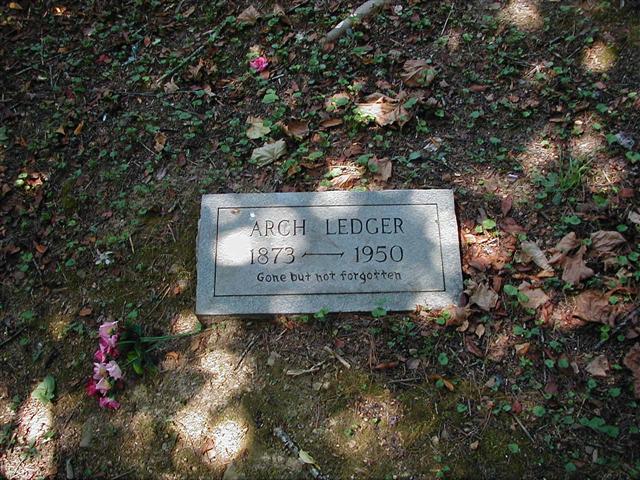 ARCH LEDGER
1873 — 1950
Gone but not forgotten